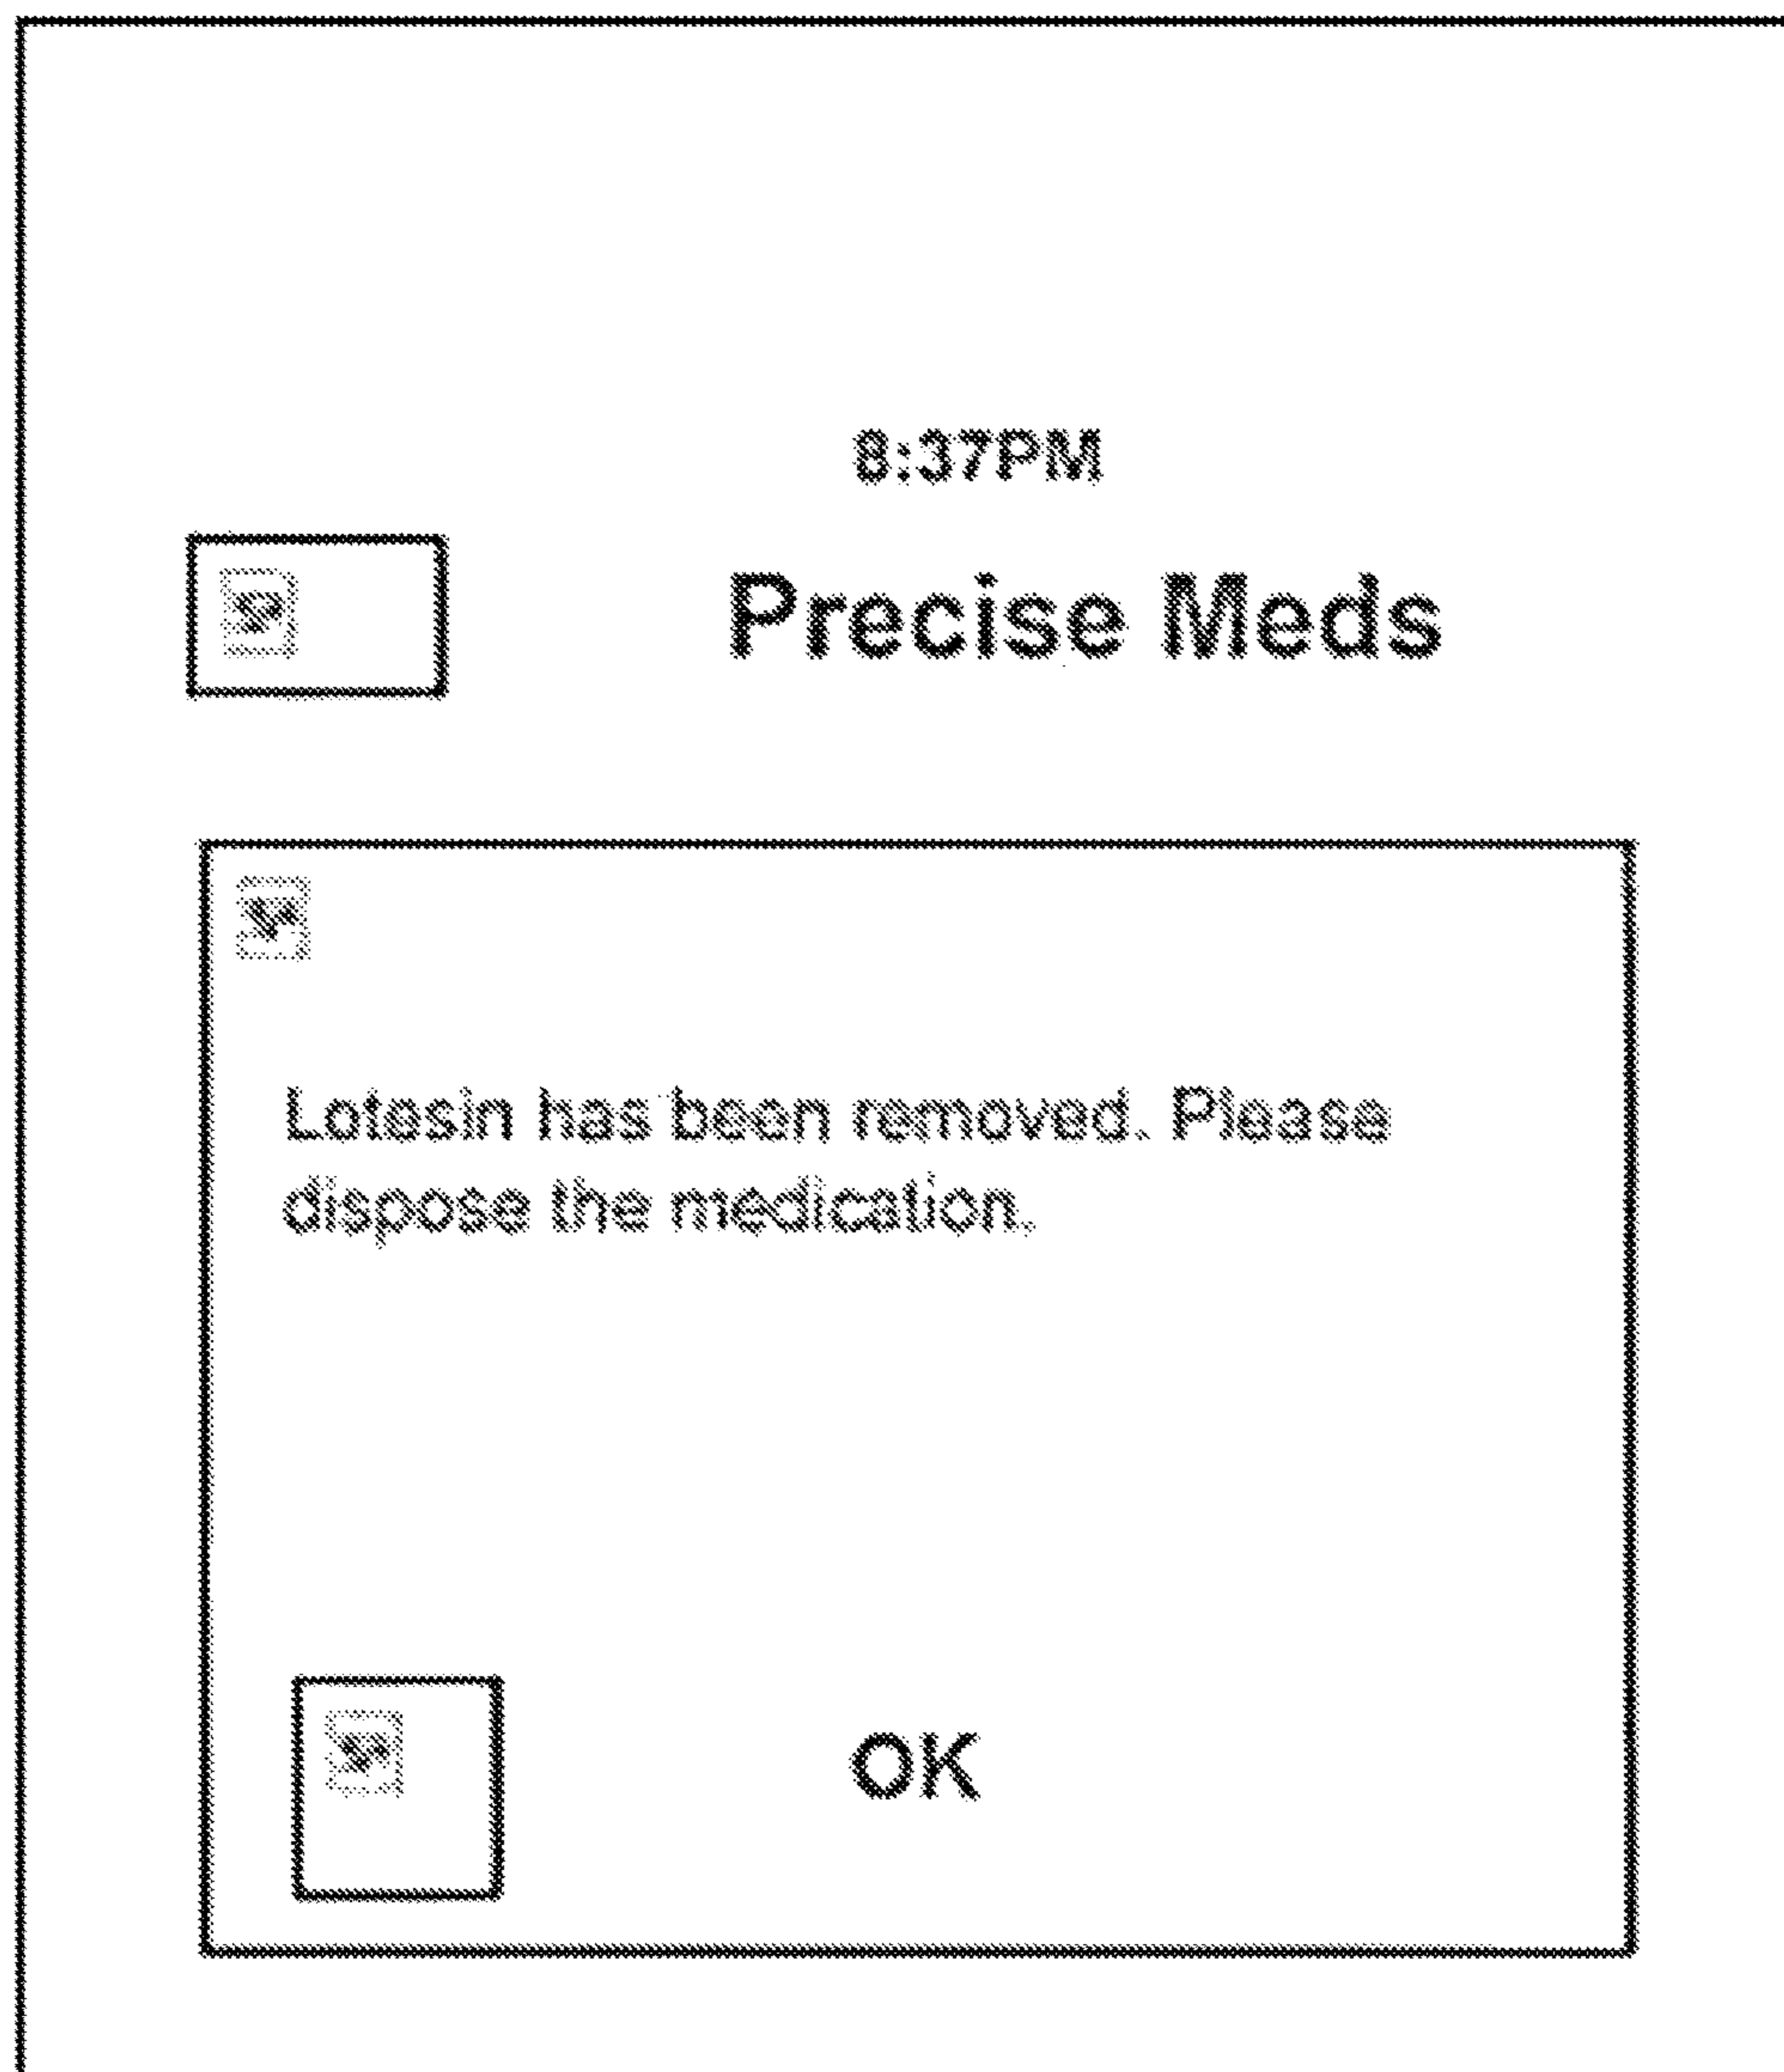 8:37PM
Precise Meds
Lotesin has been removed. Please
dispose the medication.
OK